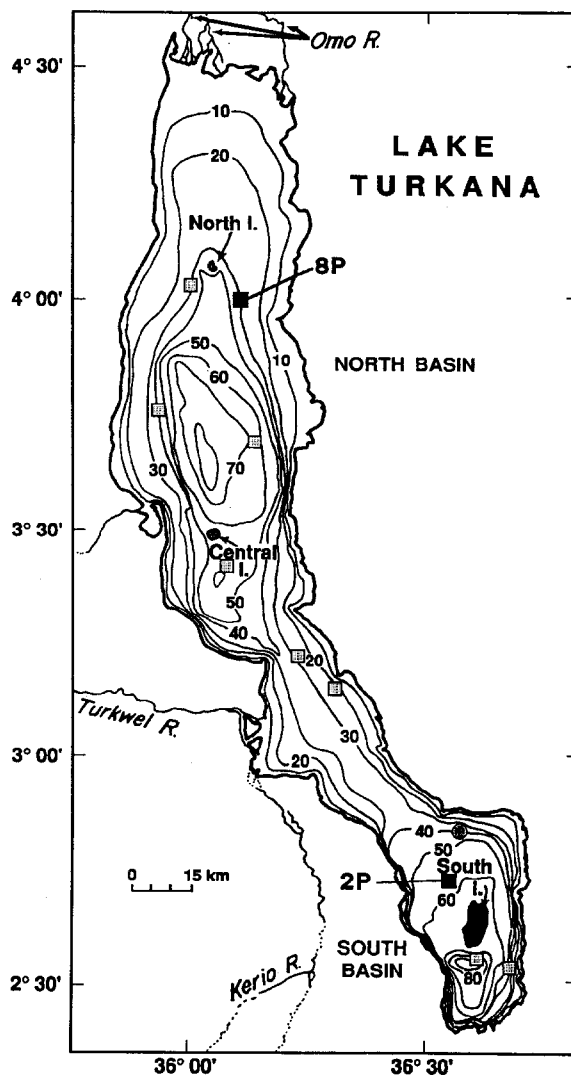 Omo R.
4° 30'
10
20
LAKE
TURKANA
North I.
8P
4° 00'
50
60
10
NORTH BASIN
30
70
3° 30'
Central
I.
50
40
20
Turkwel R.
30
3° 00'
20
40
50
0 15 km
South
I.
2P
60
SOUTH
BASIN
80
Kerio R.
2° 30'
36° 00' 36° 30'